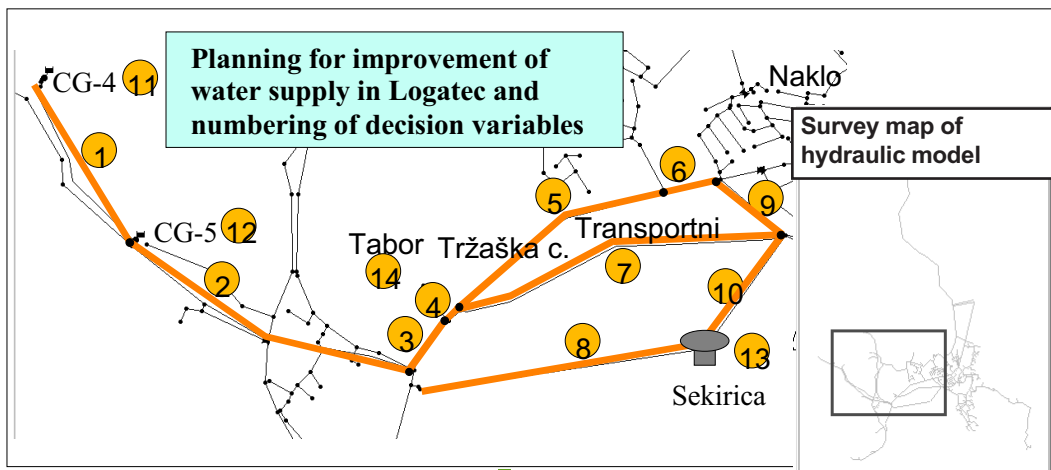 Planning for improvement of
water supply in Logatec and
numbering of decision variables
CG-4 11
Naklo
Survey map of
hydraulic model
1
6
5
9
CG-5 12
Tabor
Tržaška c.
Transportni
14
7
2
10
4
3
8
13
Sekirica